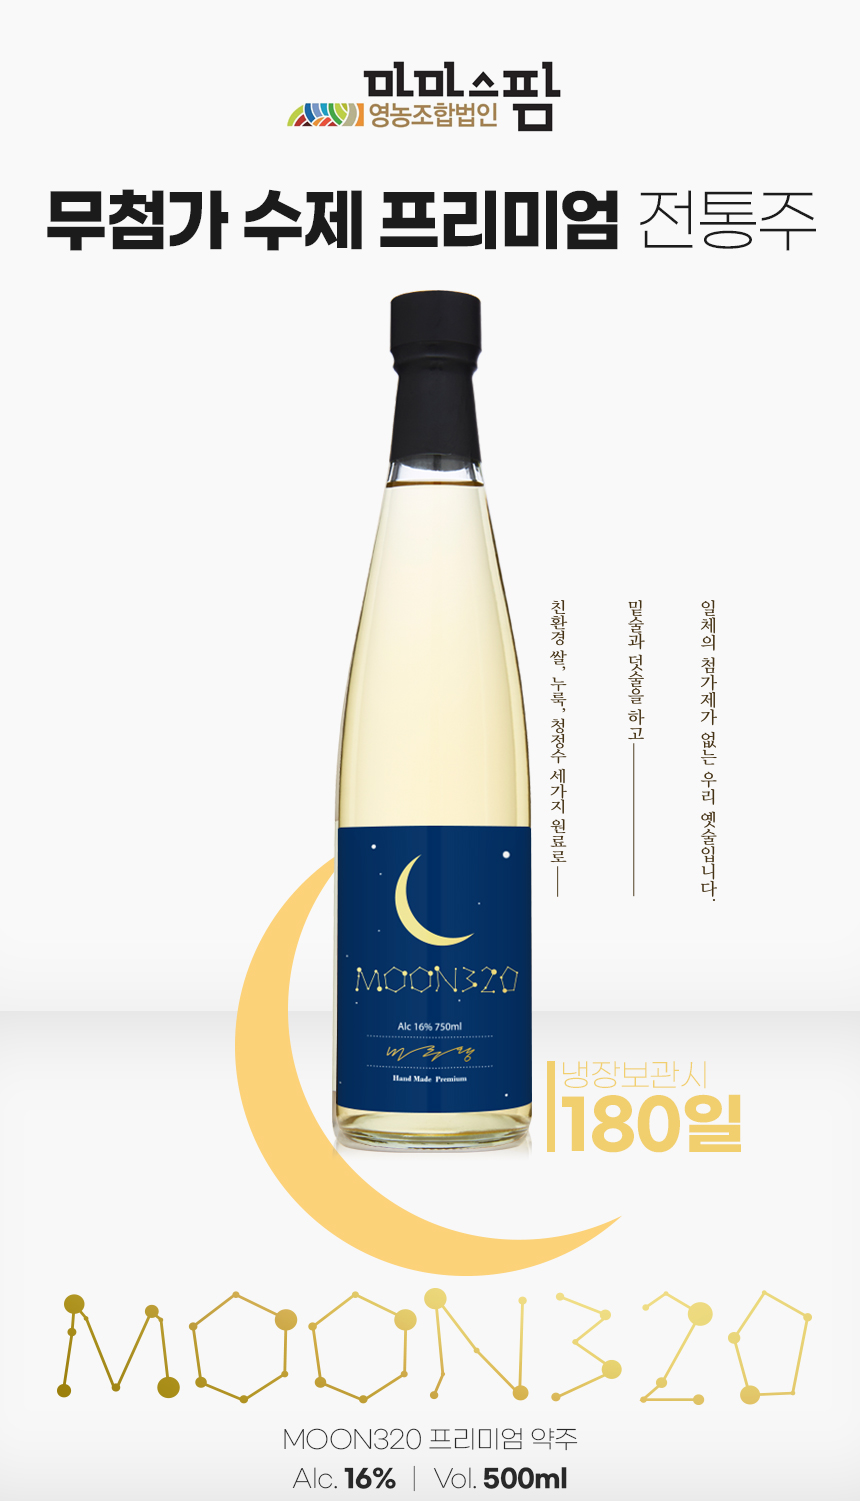 마마스팜
영농조합법인
무첨가 수제 프리미엄 전통주
친환경 쌀, 누룩, 청정수 세가지 원료로
밑술과 덧술을 하고
일체의 첨가제가 없는 우리 옛술입니다.
MOON320
Alc 16% 750ml
Hand Made Premium
냉장보관시
180일
MOON320
MOON320 프리미엄 약주
Alc. 16% | Vol. 500ml